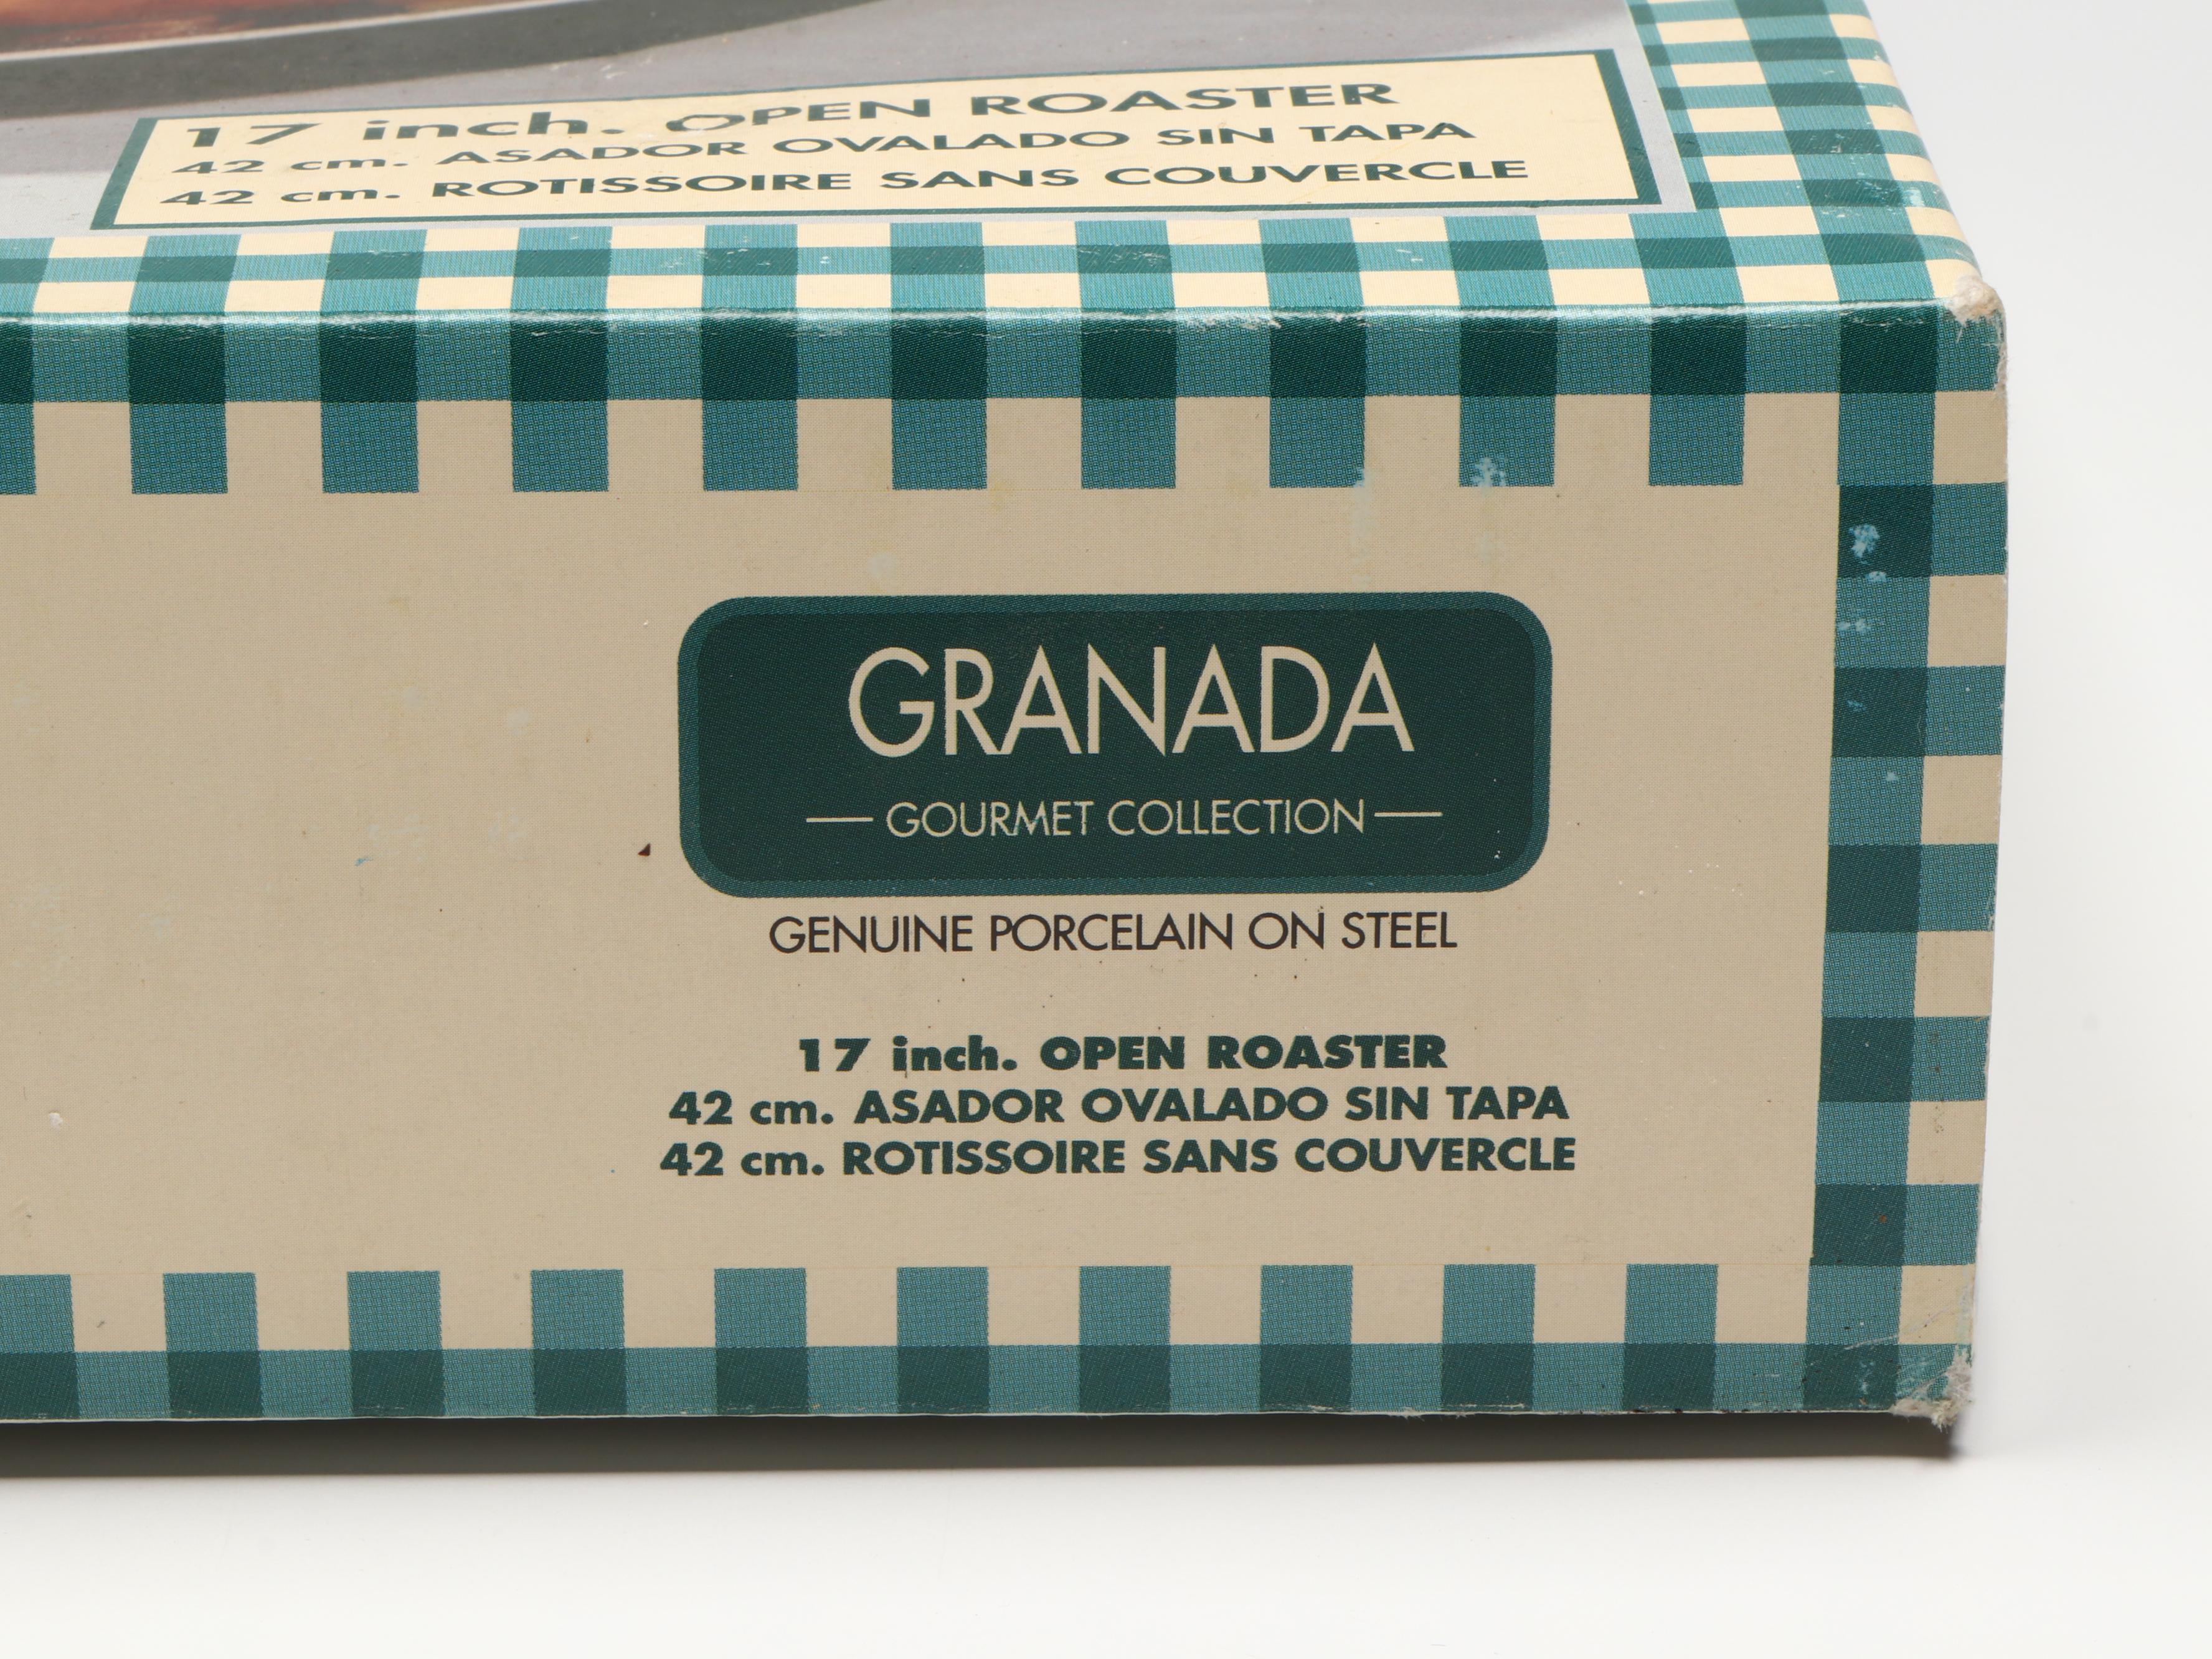 17 inch. OPEN ROASTER
42 cm. ASADOR OVALADO SIN TAPA
42 cm. ROTISSOIRE SANS COUVERCLE
GRANADA
— GOURMET COLLECTION —
GENUINE PORCELAIN ON STEEL
17 inch. OPEN ROASTER
42 cm. ASADOR OVALADO SIN TAPA
42 cm. ROTISSOIRE SANS COUVERCLE